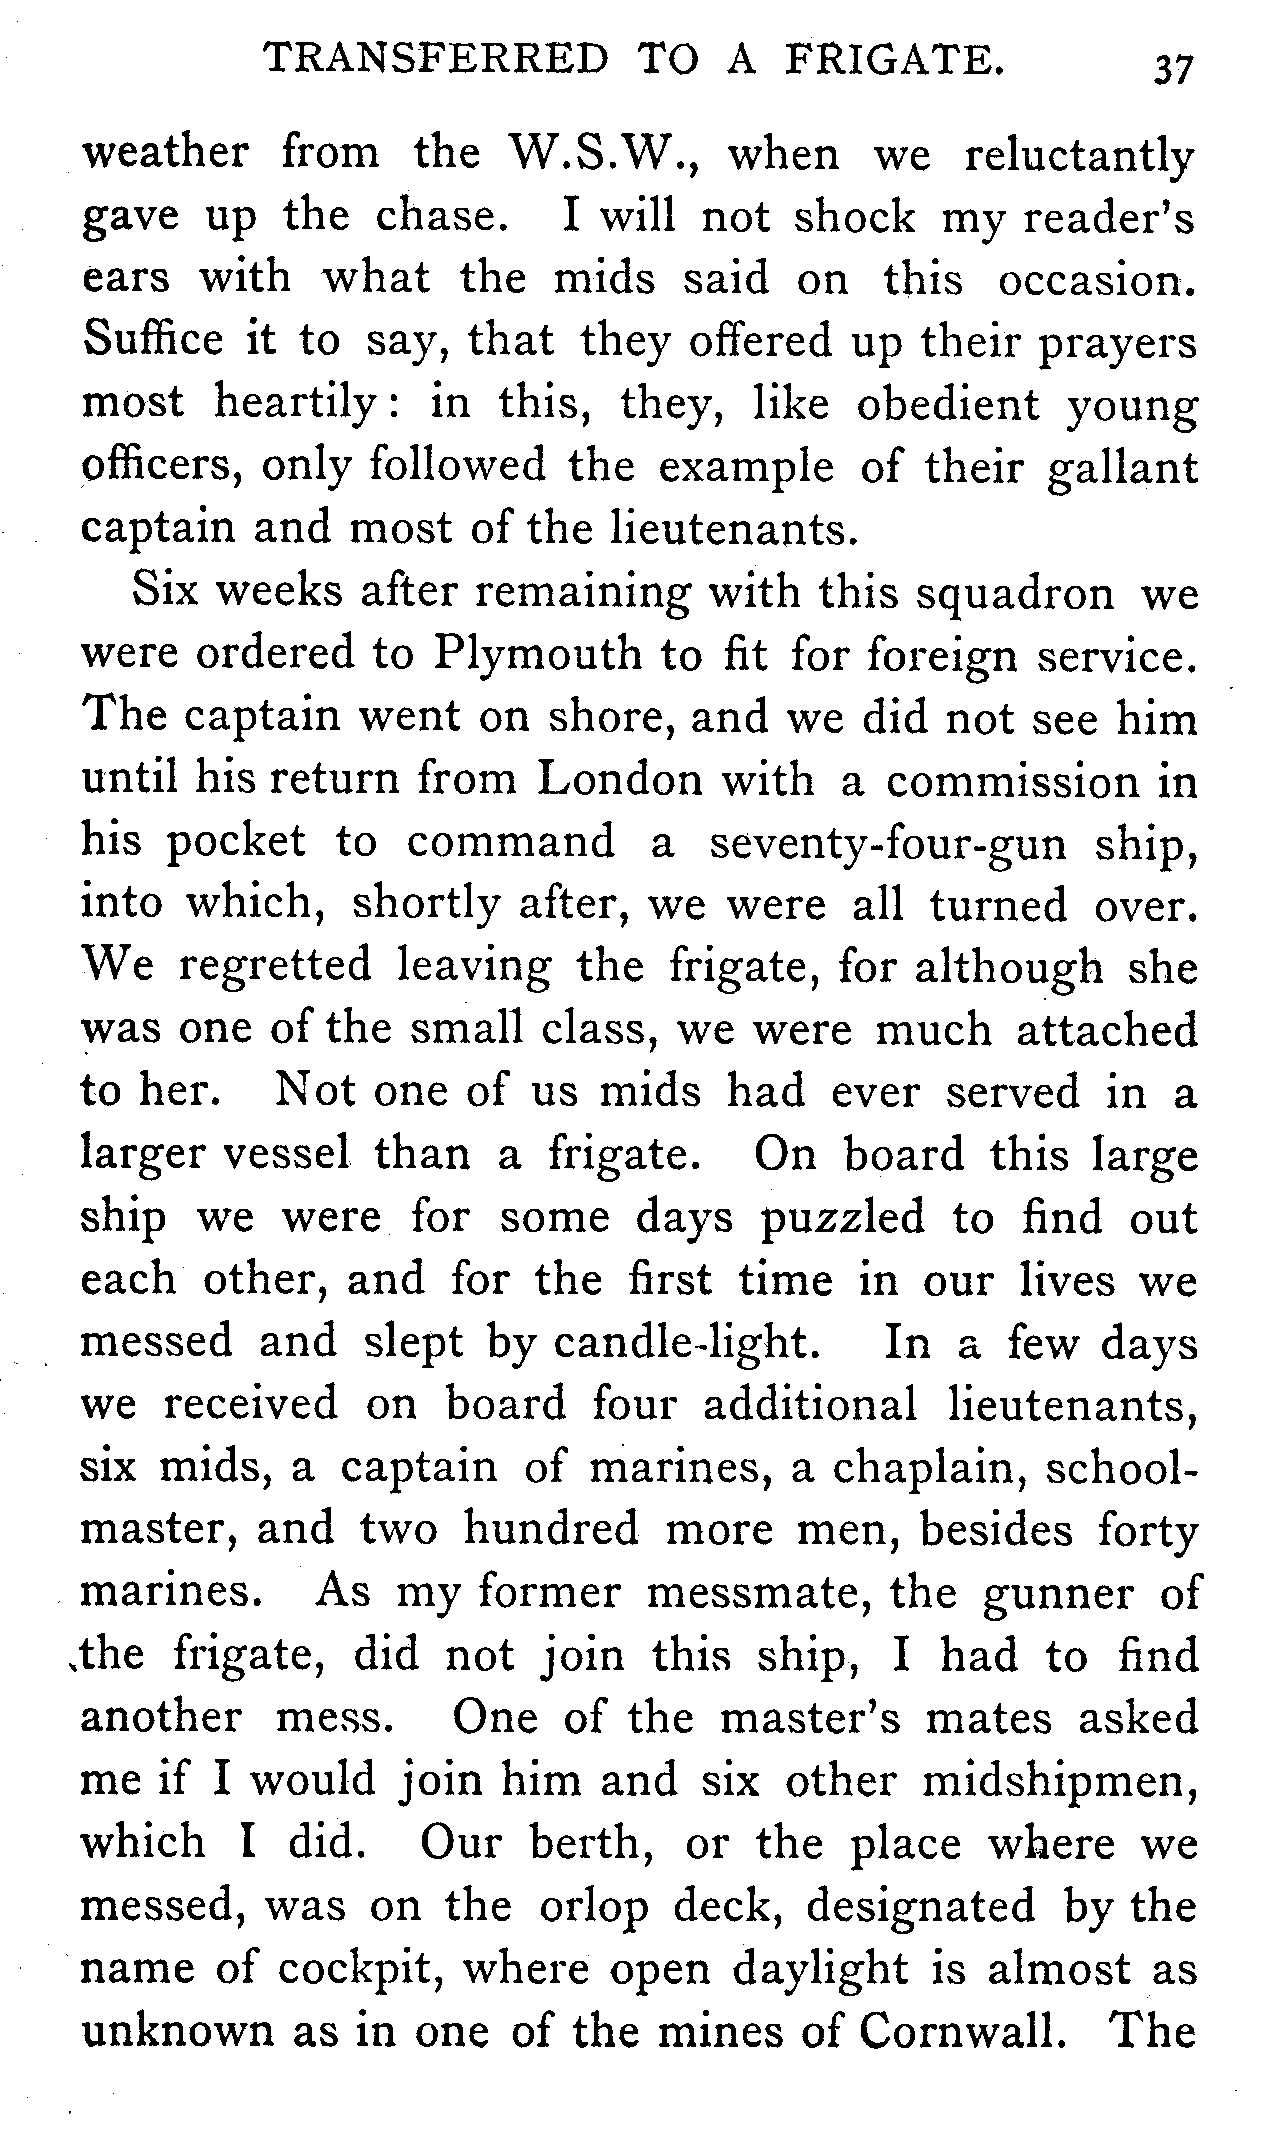 TRANSFERRED TO A FRIGATE. 37
weather from the W.S.W., when we reluctantly
gave up the chase. I will not shock my reader's
ears with what the mids said on this occasion.
Suffice it to say, that they offered up their prayers
most heartily: in this, they, like obedient young
officers, only followed the example of their gallant
captain and most of the lieutenants.
Six weeks after remaining with this squadron we
were ordered to Plymouth to fit for foreign service.
The captain went on shore, and we did not see him
until his return from London with a commission in
his pocket to command a seventy-four-gun ship,
into which, shortly after, we were all turned over.
We regretted leaving the frigate, for although she
was one of the small class, we were much attached
to her. Not one of us mids had ever served in a
larger vessel than a frigate. On board this large
ship we were for some days puzzled to find out
each other, and for the first time in our lives we
messed and slept by candle-light. In a few days
we received on board four additional lieutenants,
six mids, a captain of marines, a chaplain, school-
master, and two hundred more men, besides forty
marines. As my former messmate, the gunner of
the frigate, did not join this ship, I had to find
another mess. One of the master's mates asked
me if I would join him and six other midshipmen,
which I did. Our berth, or the place where we
messed, was on the orlop deck, designated by the
name of cockpit, where open daylight is almost as
unknown as in one of the mines of Cornwall. The